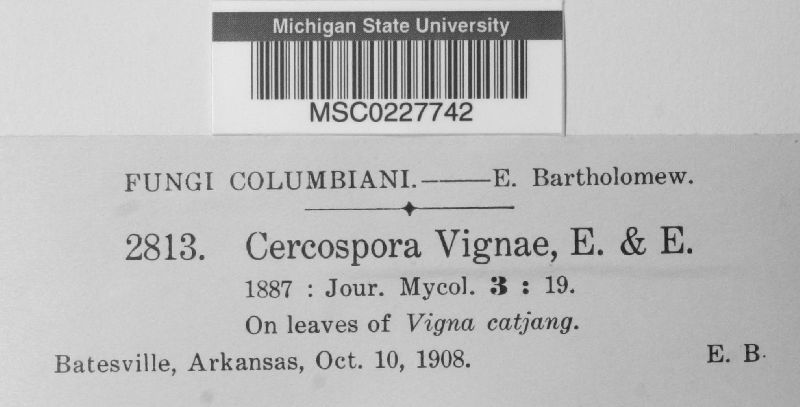 Michigan State University
MSC0227742
FUNGI COLUMBIANI.——E. Bartholomew.
2813. Cercospora Vignae, E. & E.
1887 : Jour. Mycol. 3 : 19.
On leaves of Vigna catjang.
Batesville, Arkansas, Oct. 10, 1908. E. B.